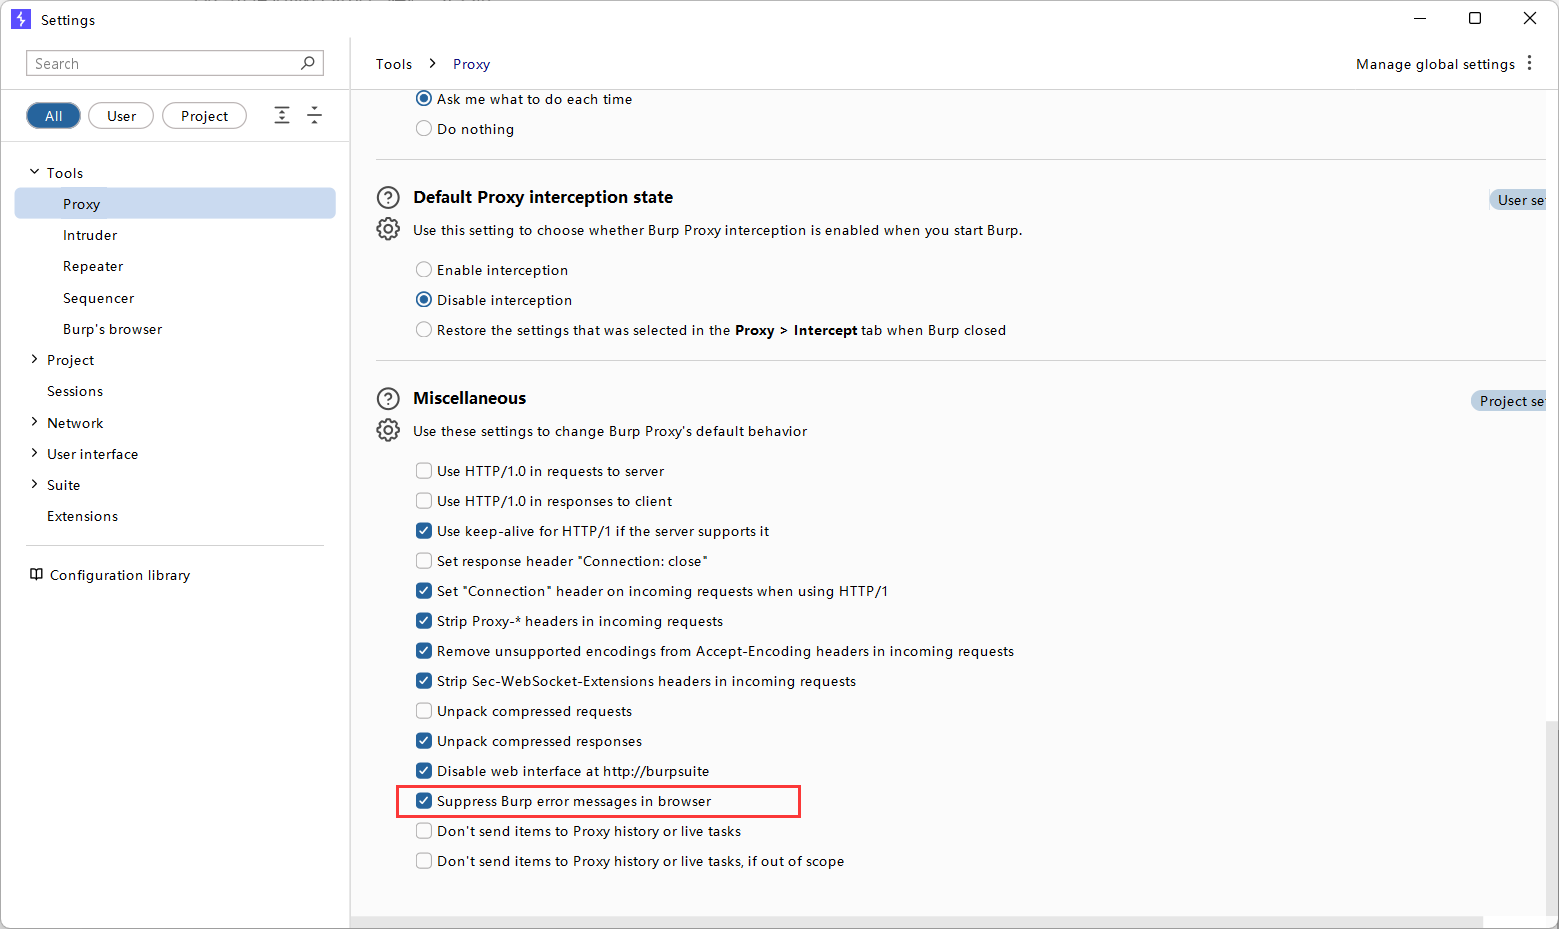 Settings
Search
All
User
Project
Tools
Proxy
Intruder
Repeater
Sequencer
Burp's browser
Project
Sessions
Network
User interface
Suite
Extensions
Configuration library
Tools > Proxy
Manage global settings
Ask me what to do each time
Do nothing
Default Proxy interception state
User se
Use this setting to choose whether Burp Proxy interception is enabled when you start Burp.
Enable interception
Disable interception
Restore the settings that was selected in the Proxy > Intercept tab when Burp closed
Miscellaneous
Project se
Use these settings to change Burp Proxy's default behavior
Use HTTP/1.0 in requests to server
Use HTTP/1.0 in responses to client
Use keep-alive for HTTP/1 if the server supports it
Set response header "Connection: close"
Set "Connection" header on incoming requests when using HTTP/1
Strip Proxy-* headers in incoming requests
Remove unsupported encodings from Accept-Encoding headers in incoming requests
Strip Sec-WebSocket-Extensions headers in incoming requests
Unpack compressed requests
Unpack compressed responses
Disable web interface at http://burpsuite
Suppress Burp error messages in browser
Don't send items to Proxy history or live tasks
Don't send items to Proxy history or live tasks, if out of scope